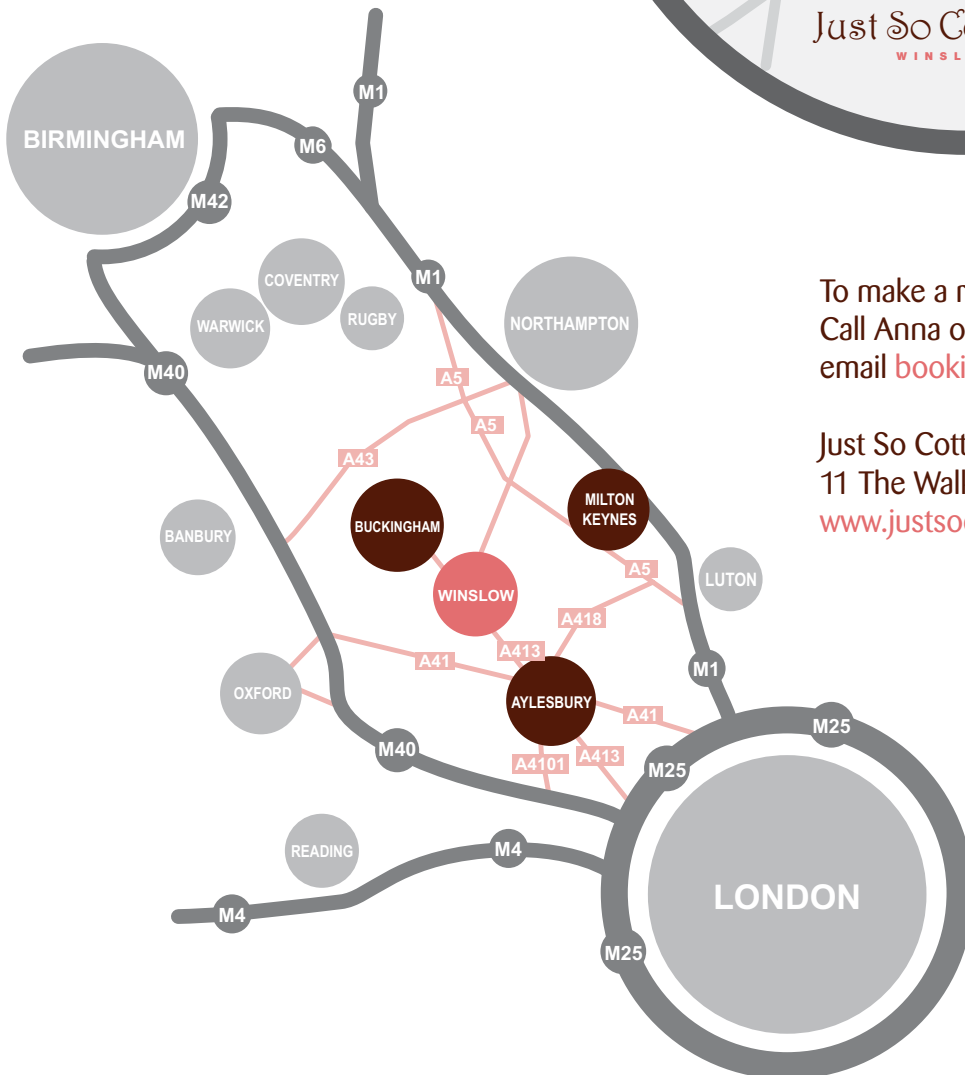 Just So Co
WINSL
M1
BIRMINGHAM
M6
M42
COVENTRY
M1
WARWICK
RUGBY
NORTHAMPTON
To make a r
Call Anna o
email booki
M40
A5
A5
A43
Just So Cott
11 The Wall
www.justso
MILTON
KEYNES
BUCKINGHAM
BANBURY
A5
LUTON
WINSLOW
A418
A413
A41
M1
OXFORD
AYLESBURY
A41
M25
M40
A4101
A413
M25
READING
M4
LONDON
M4
M25